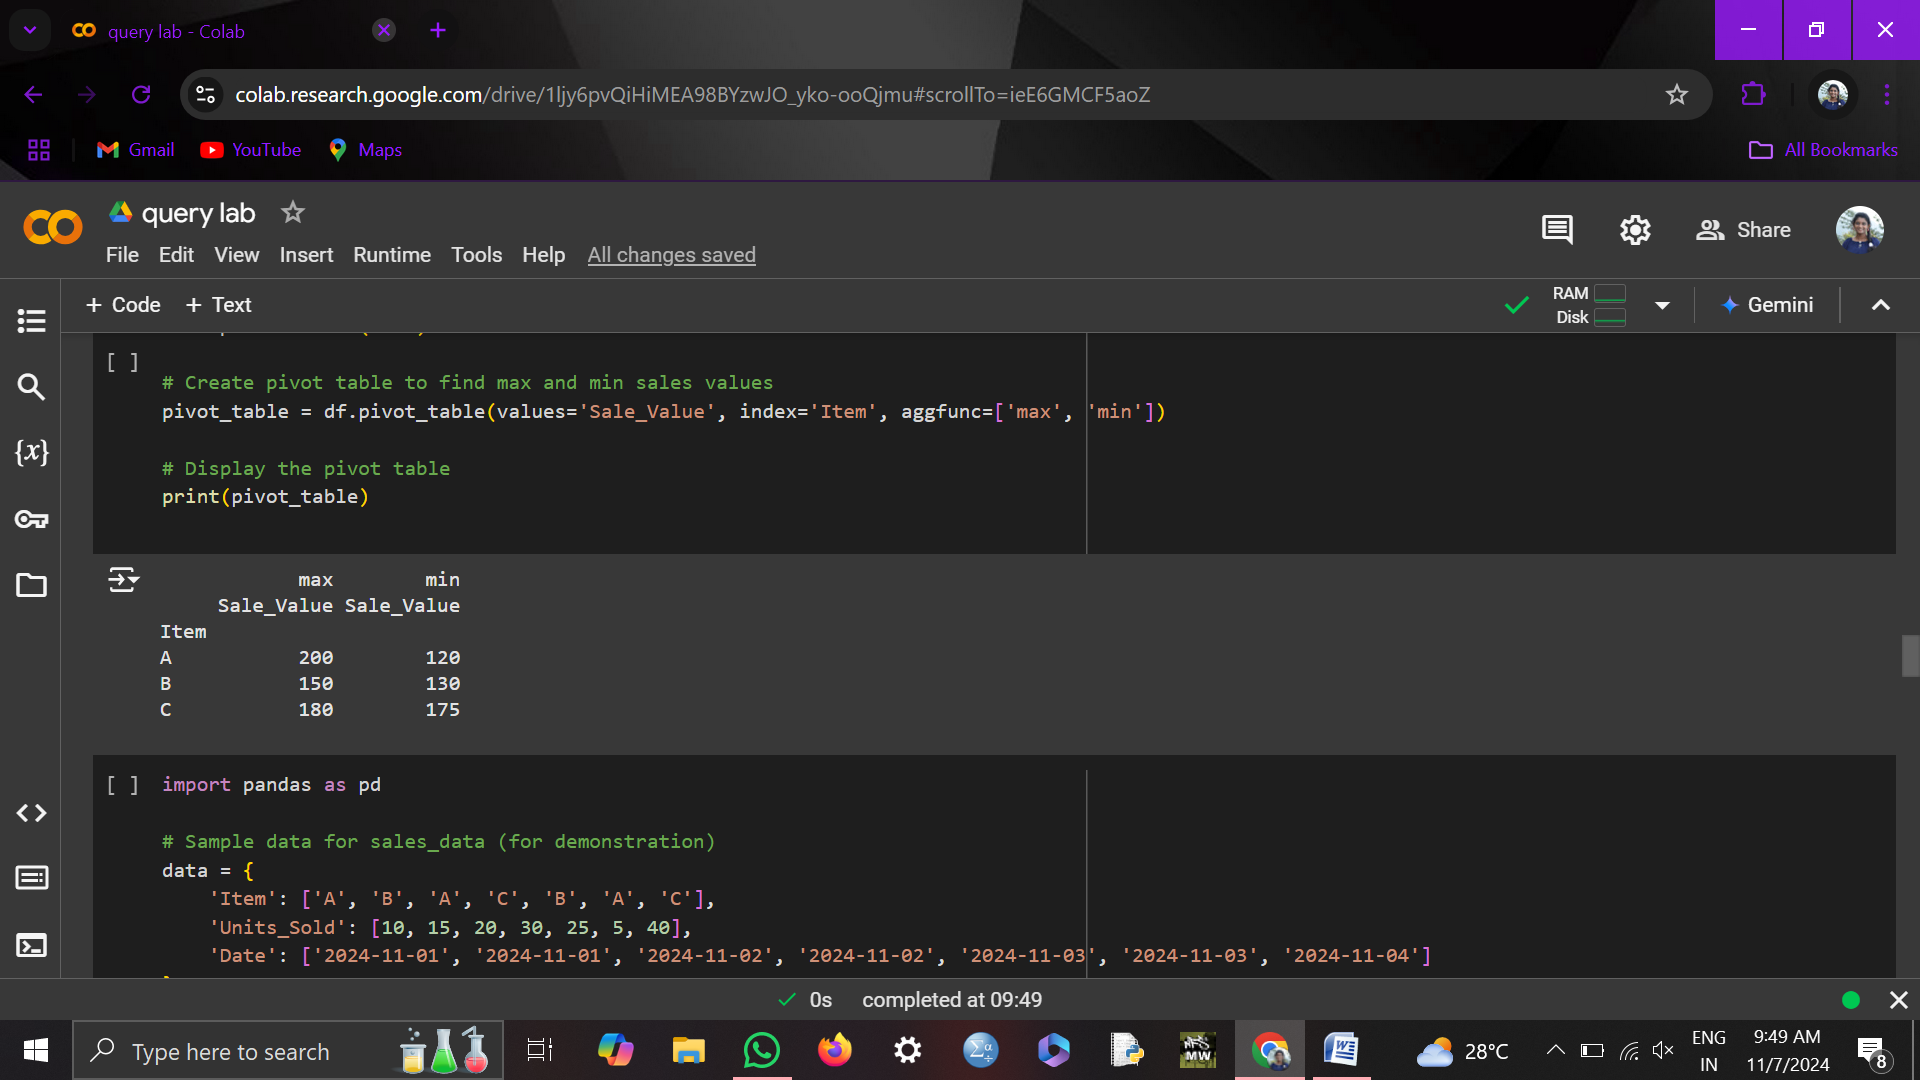 query lab - Colab
colab.research.google.com/drive/1ljy6pvQiHiMEA98BYzwJO_yko-ooQjmu#scrollTo=ieE6GMCF5aoZ
Gmail YouTube Maps All Bookmarks
CO query lab
File Edit View Insert Runtime Tools Help All changes saved
Share
+ Code + Text
RAM
Disk
Gemini
[ ]
# Create pivot table to find max and min sales values
pivot_table = df.pivot_table(values='Sale_Value', index='Item', aggfunc=['max', 'min'])
# Display the pivot table
print(pivot_table)
max min
Sale_Value Sale_Value
Item
A 200 120
B 150 130
C 180 175
[ ] import pandas as pd
# Sample data for sales_data (for demonstration)
data = {
'Item': ['A', 'B', 'A', 'C', 'B', 'A', 'C'],
'Units_Sold': [10, 15, 20, 30, 25, 5, 40],
'Date': ['2024-11-01', '2024-11-01', '2024-11-02', '2024-11-02', '2024-11-03', '2024-11-03', '2024-11-04']
0s completed at 09:49
Type here to search
28°C
ENG
IN
9:49 AM
11/7/2024
8